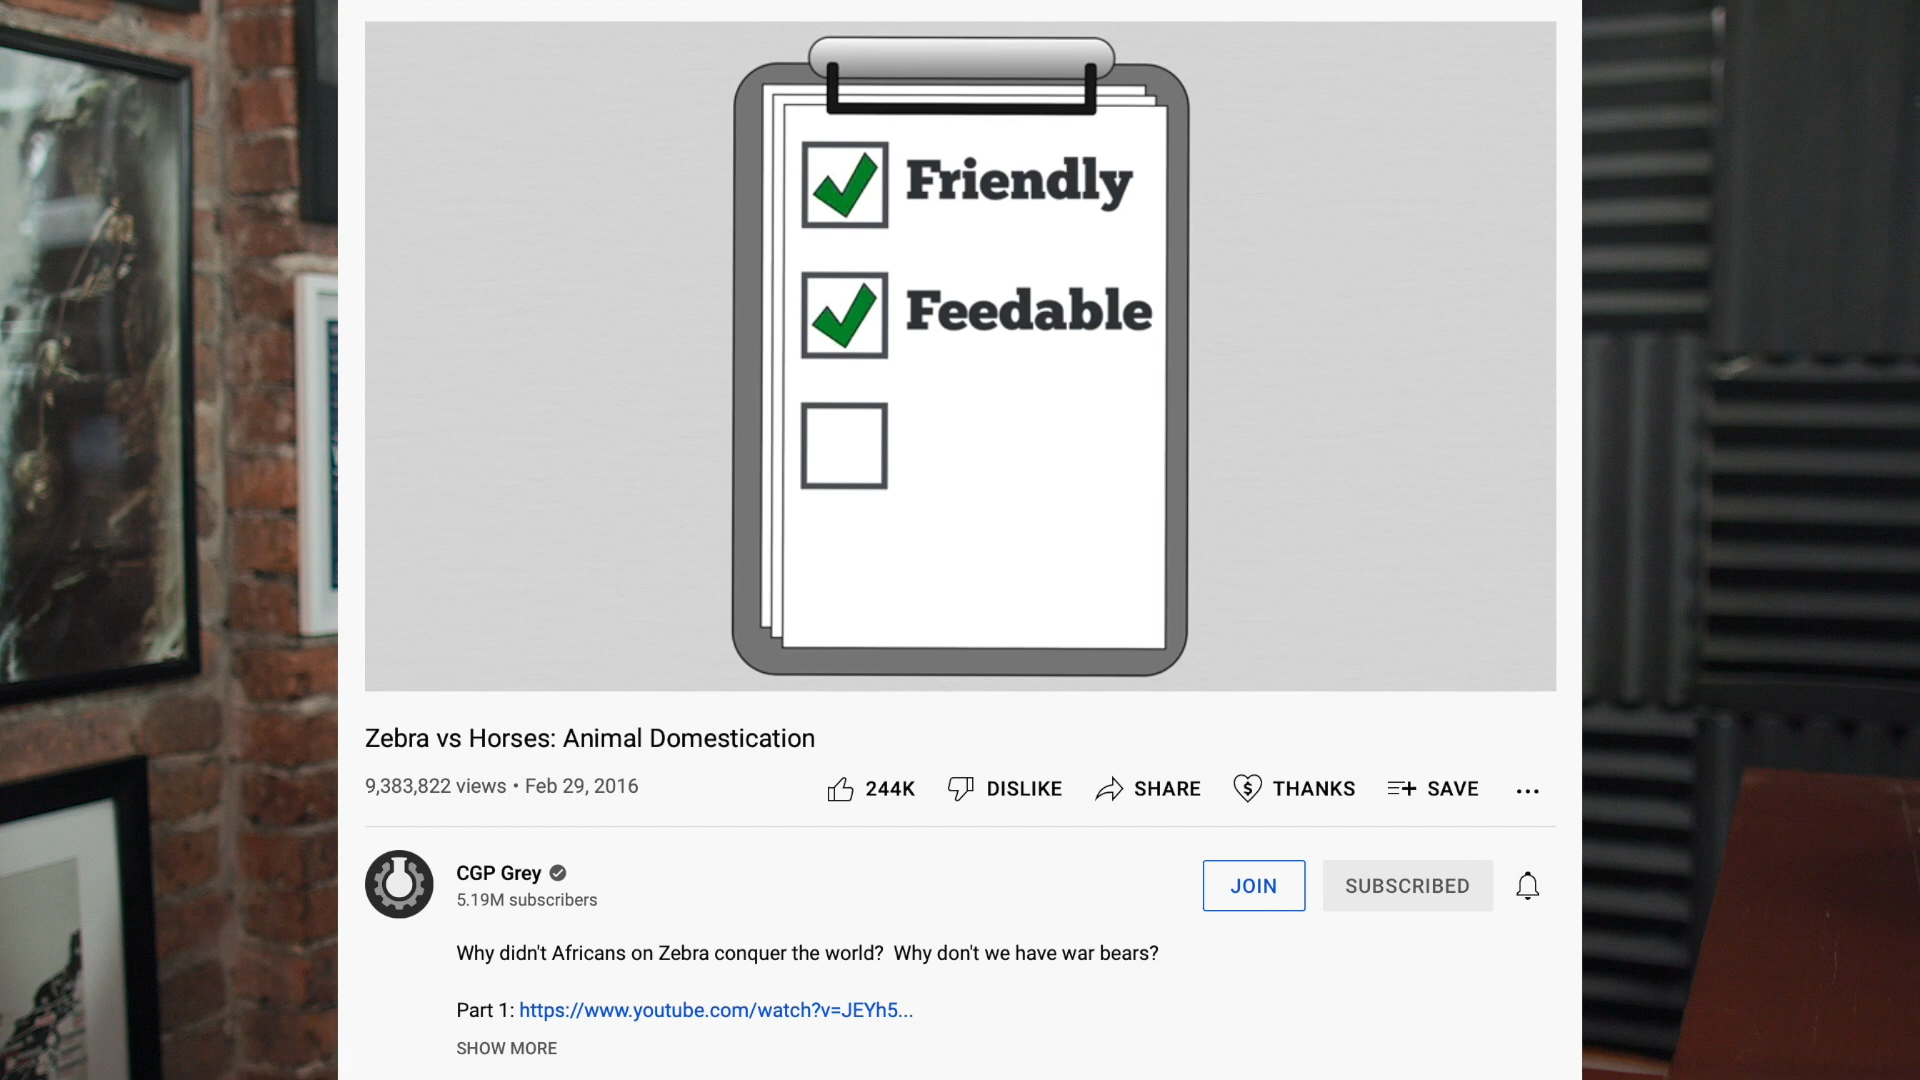 Friendly
Feedable
Zebra vs Horses: Animal Domestication
9,383,822 views • Feb 29, 2016
244K DISLIKE SHARE THANKS SAVE ...
CGP Grey
5.19M subscribers
JOIN SUBSCRIBED
Why didn't Africans on Zebra conquer the world? Why don't we have war bears?
Part 1: https://www.youtube.com/watch?v=JEYh5...
SHOW MORE